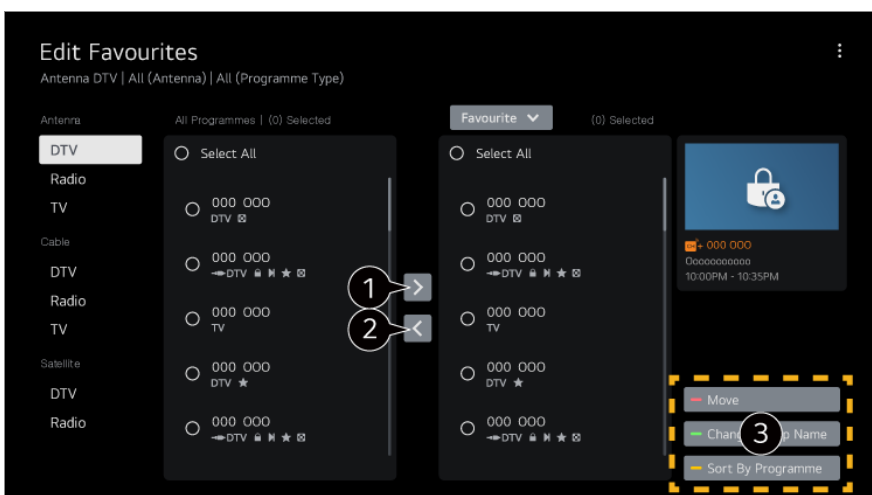 Edit Favourites
Antenna DTV | All (Antenna) | All (Programme Type)
Antenna
DTV
Radio
TV
Cable
DTV
Radio
TV
Satellite
DTV
Radio
All Programmes | (0) Selected
Select All
000 000
DTV
000 000
DTV
000 000
TV
000 000
DTV
000 000
DTV
1
2
Favourite
(0) Selected
Select All
000 000
DTV
000 000
DTV
000 000
TV
000 000
DTV
000 000
DTV
000 000
Ooooooooooo
10:00PM - 10:35PM
Move
3
Name
Sort By Programme